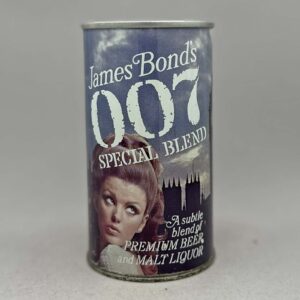 James Bond's
007
SPECIAL BLEND
A subtle
blend of
PREMIUM BEER
and MALT LIQUOR